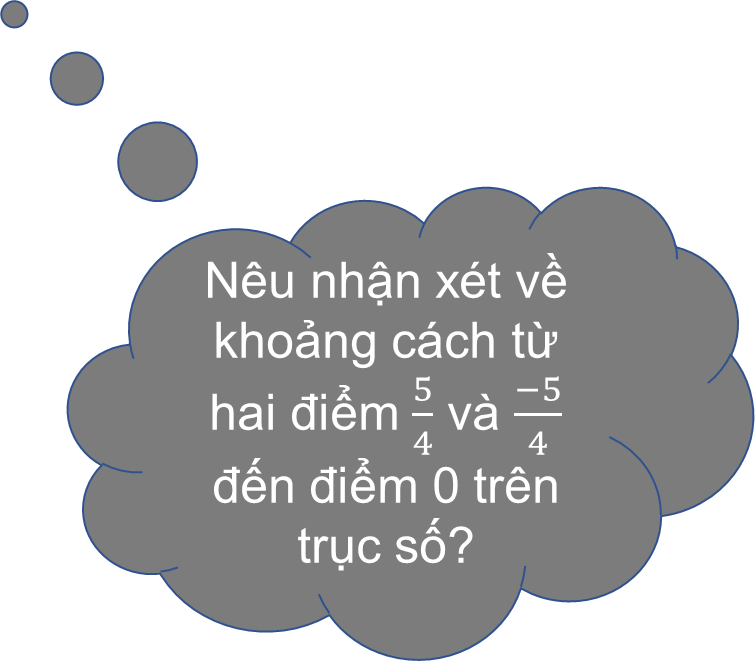 Nêu nhận xét về
khoảng cách từ
hai điểm 5/4 và −5/4
đến điểm 0 trên
trục số?